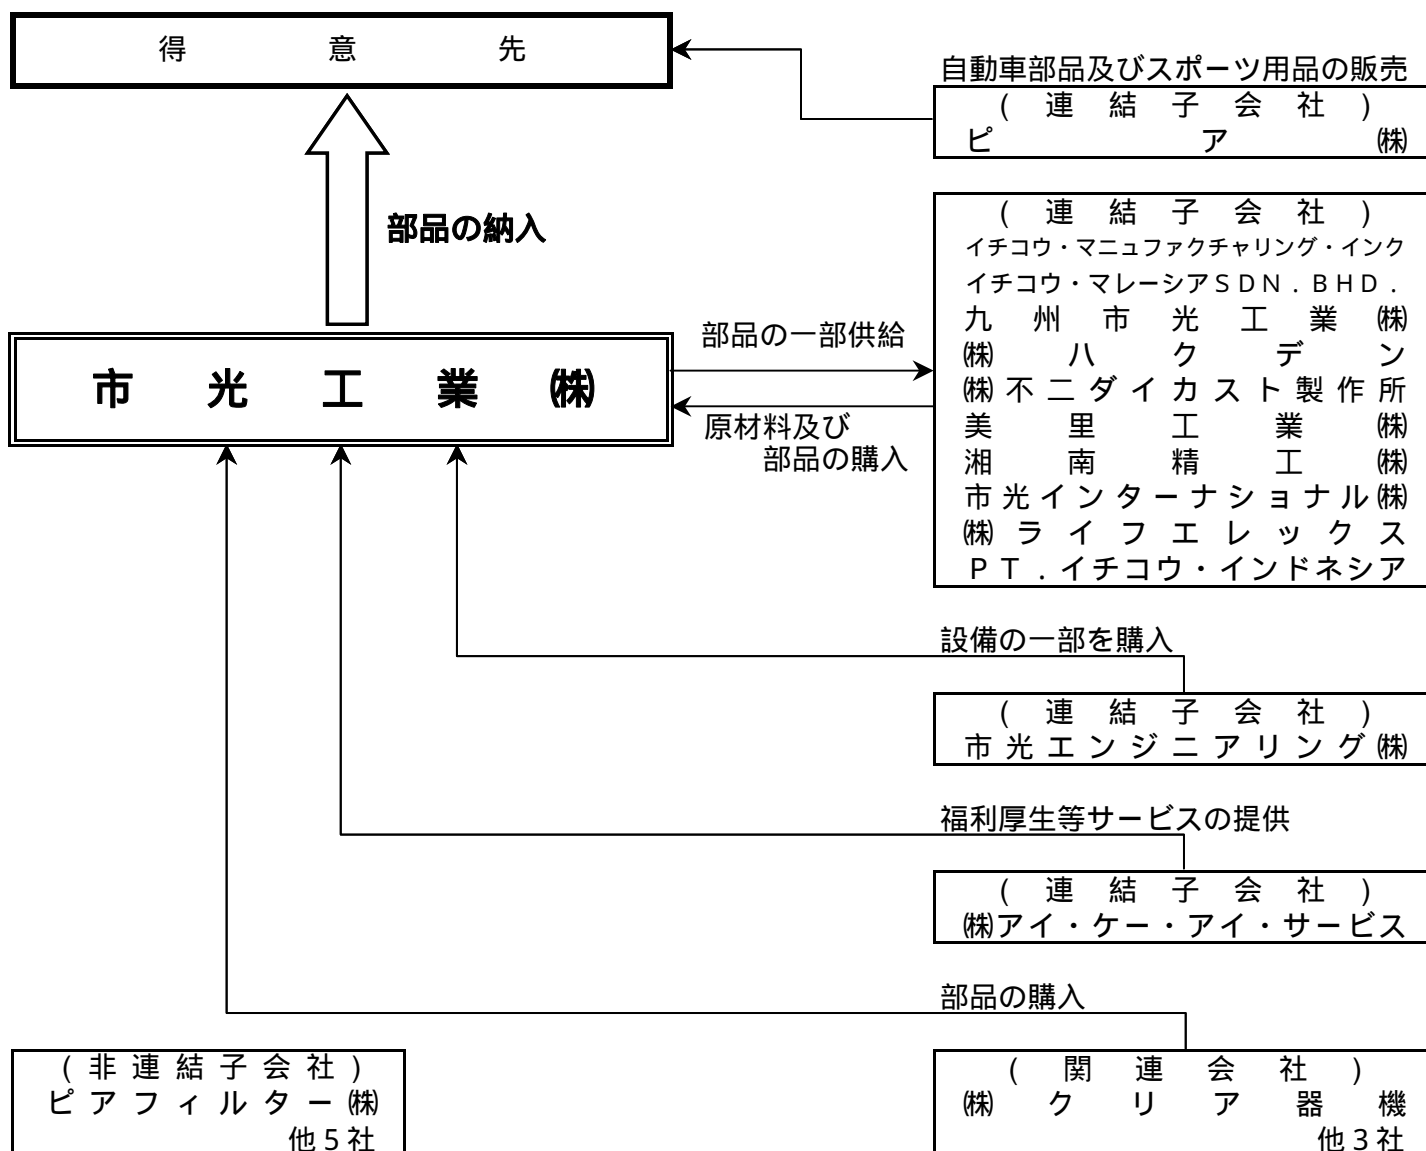 得意先
自動車部品及びスポーツ用品の販売
(連結子会社)
ピア㈱
部品の納入
(連結子会社)
イチコウ・マニュファクチャリング・インク
イチコウ・マレーシアSDN.BHD.
九州市光工業㈱
㈱ハクデン
㈱不二ダイカスト製作所
美里工業㈱
湘南精工㈱
市光インターナショナル㈱
㈱ライフエレックス
PT.イチコウ・インドネシア
部品の一部供給
市光工業㈱
原材料及び
部品の購入
設備の一部を購入
(連結子会社)
市光エンジニアリング㈱
福利厚生等サービスの提供
(連結子会社)
㈱アイ・ケー・アイ・サービス
部品の購入
(非連結子会社)
ピアフィルター㈱
他5社
(関連会社)
㈱クリア器機
他3社